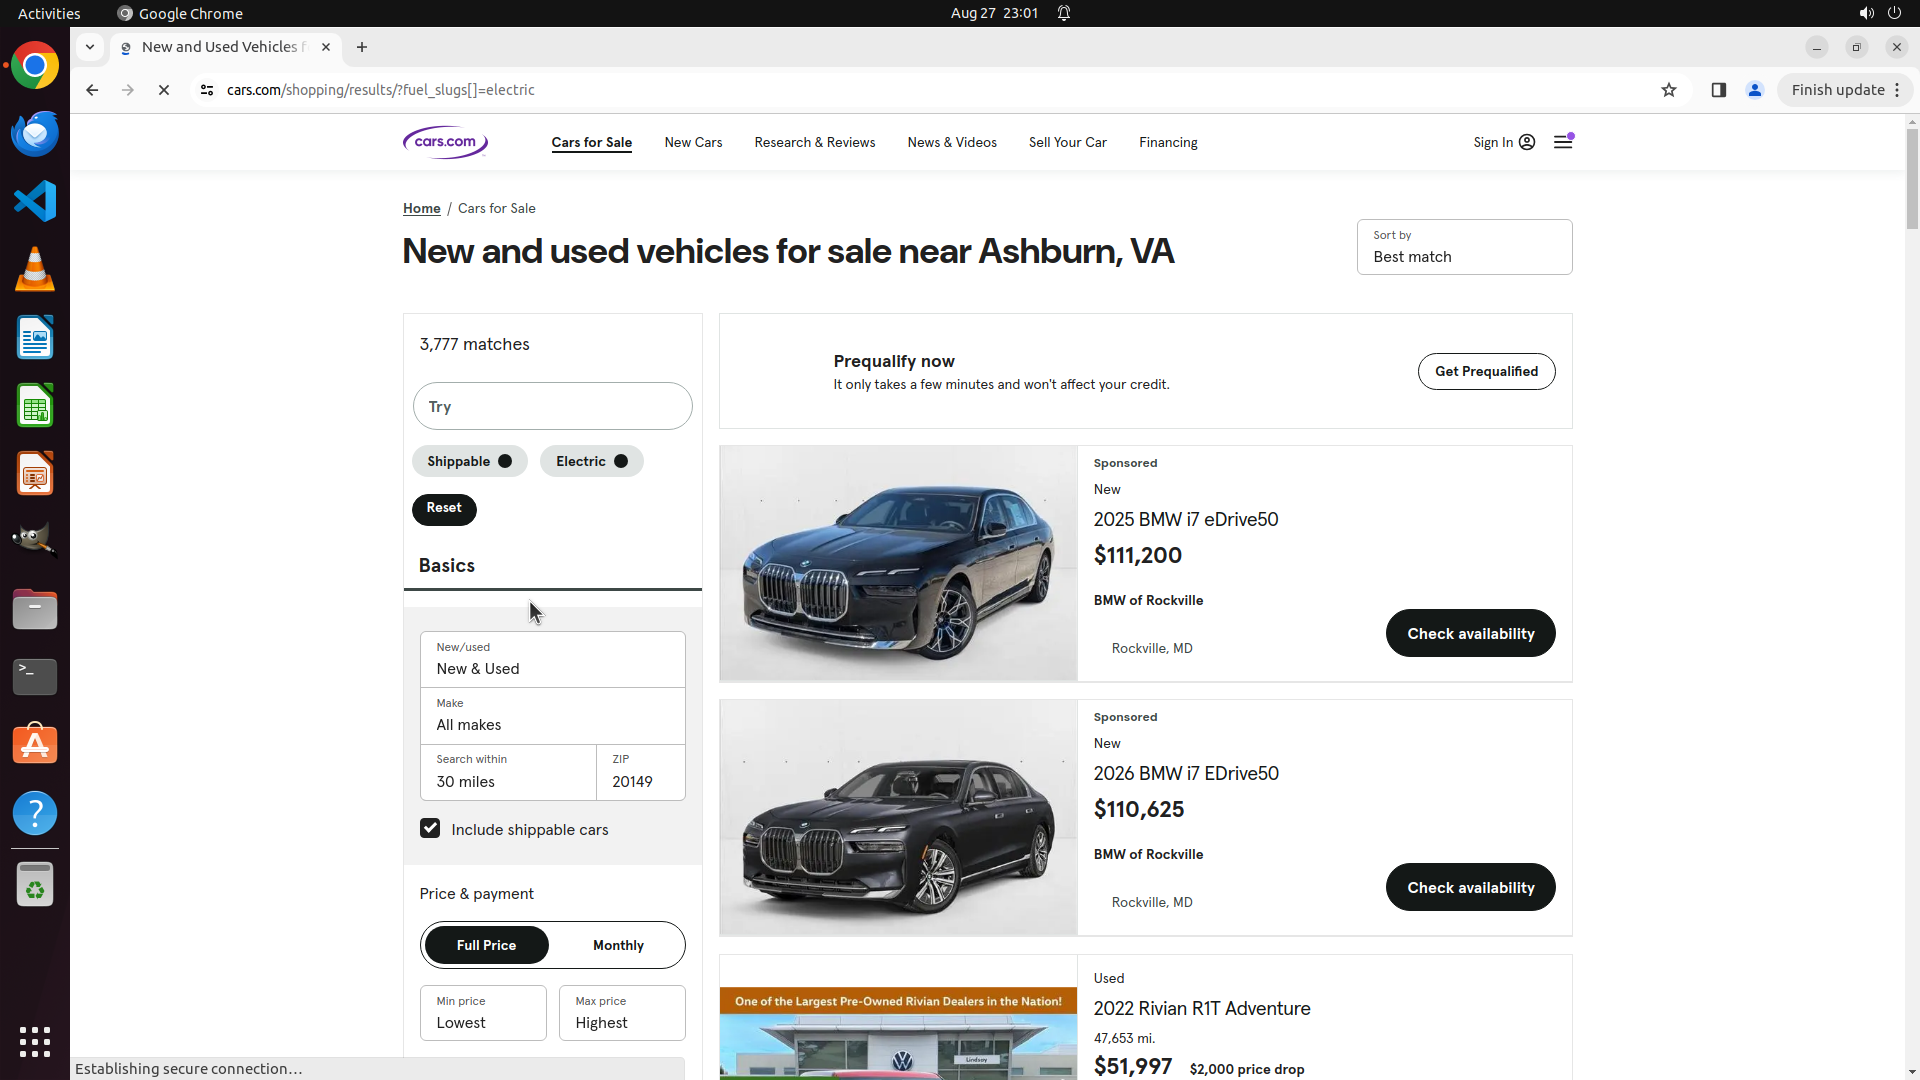 Activities
Google Chrome
Aug 27 23:01
New and Used Vehicles f
cars.com/shopping/results/?fuel_slugs[]=electric
Finish update
cars.com
Cars for Sale
New Cars
Research & Reviews
News & Videos
Sell Your Car
Financing
Sign In
Home / Cars for Sale
New and used vehicles for sale near Ashburn, VA
Sort by
Best match
3,777 matches
Try
Shippable
Electric
Reset
Basics
New/used
New & Used
Make
All makes
Search within
30 miles
ZIP
20149
Include shippable cars
Price & payment
Full Price
Monthly
Min price
Lowest
Max price
Highest
Prequalify now
It only takes a few minutes and won't affect your credit.
Get Prequalified
Sponsored
New
2025 BMW i7 eDrive50
$111,200
BMW of Rockville
Rockville, MD
Check availability
Sponsored
New
2026 BMW i7 EDrive50
$110,625
BMW of Rockville
Rockville, MD
Check availability
One of the Largest Pre-Owned Rivian Dealers in the Nation!
Lindsay
Used
2022 Rivian R1T Adventure
47,653 mi.
$51,997
$2,000 price drop
Establishing secure connection...